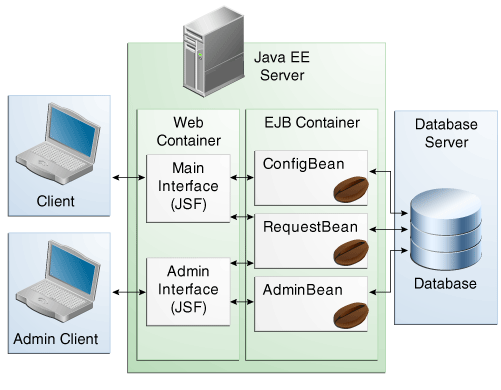 Java EE
Server
Web
Container
EJB Container
Database
Server
Main
Interface
(JSF)
ConfigBean
Client
RequestBean
Admin
Interface
(JSF)
AdminBean
Database
Admin Client